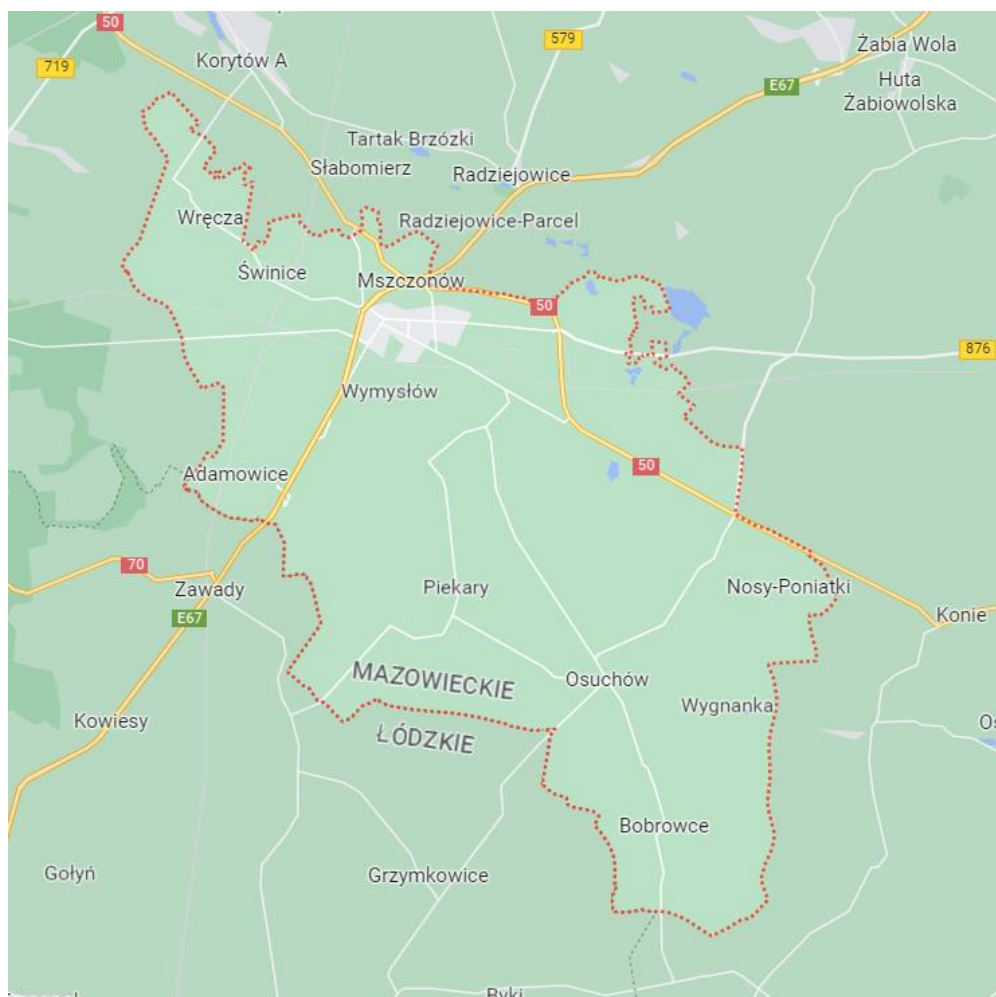 50
579
Żabia Wola
Korytów A
719
E67
Huta
Żabiowolska
Tartak Brzózki
Słabomierz
Radziejowice
Wręcza
Radziejowice-Parcel
Świnice
Mszczonów
50
876
Wymysłów
Adamowice
50
70
Zawady
Piekary
Nosy-Poniatki
E67
Konie
MAZOWIECKIE
Osuchów
Wygnanka
Kowiesy
ŁÓDZKIE
Bobrowce
Gołyń
Grzymkowice